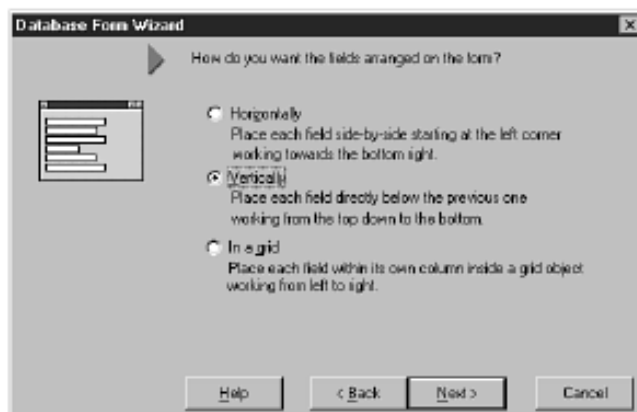 Database Form Wizard
How do you want the fields arranged on the form?
Horizontally
Place each field side-by-side starting at the left corner
working towards the bottom right.
Vertically
Place each field directly below the previous one
working from the top down to the bottom.
In a grid
Place each field within its own column inside a grid object
working from left to right.
Help
< Back
Next >
Cancel